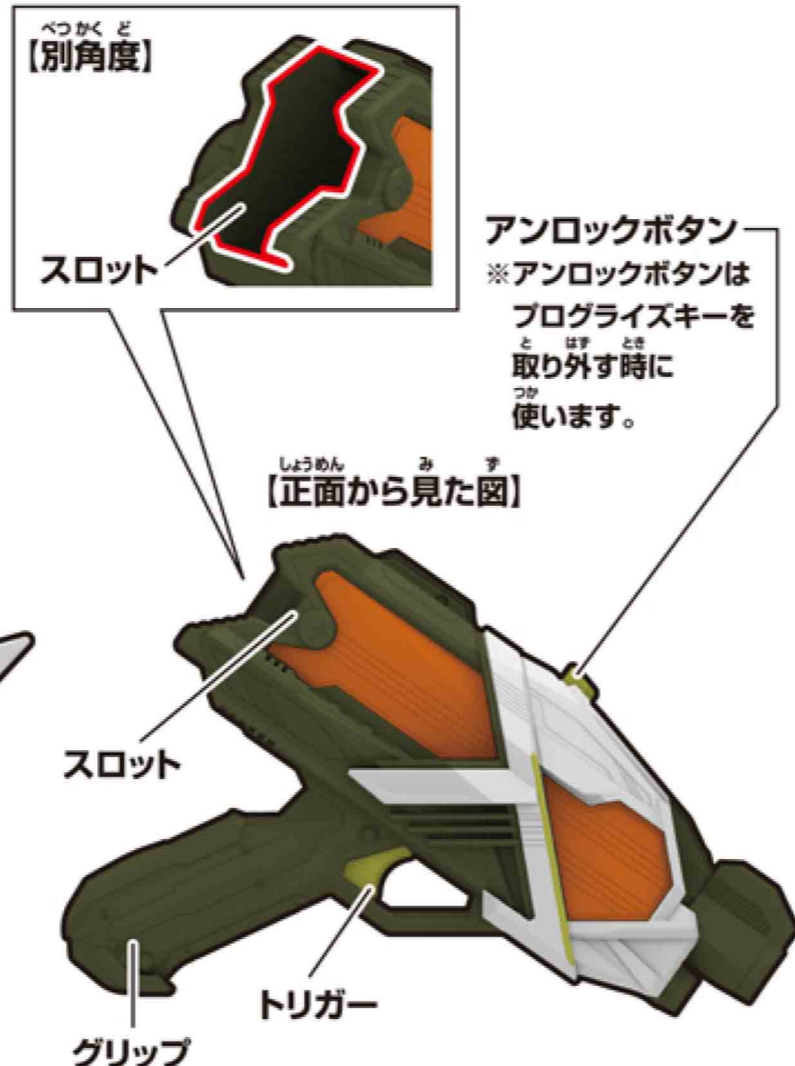 【別角度】
べつかくど
スロット
アンロックボタン
※アンロックボタンは
プログライズキーを
取り外す時に
とはずとき
使います。
つか
【正面から見た図】
しょうめんみず
スロット
トリガー
グリップ